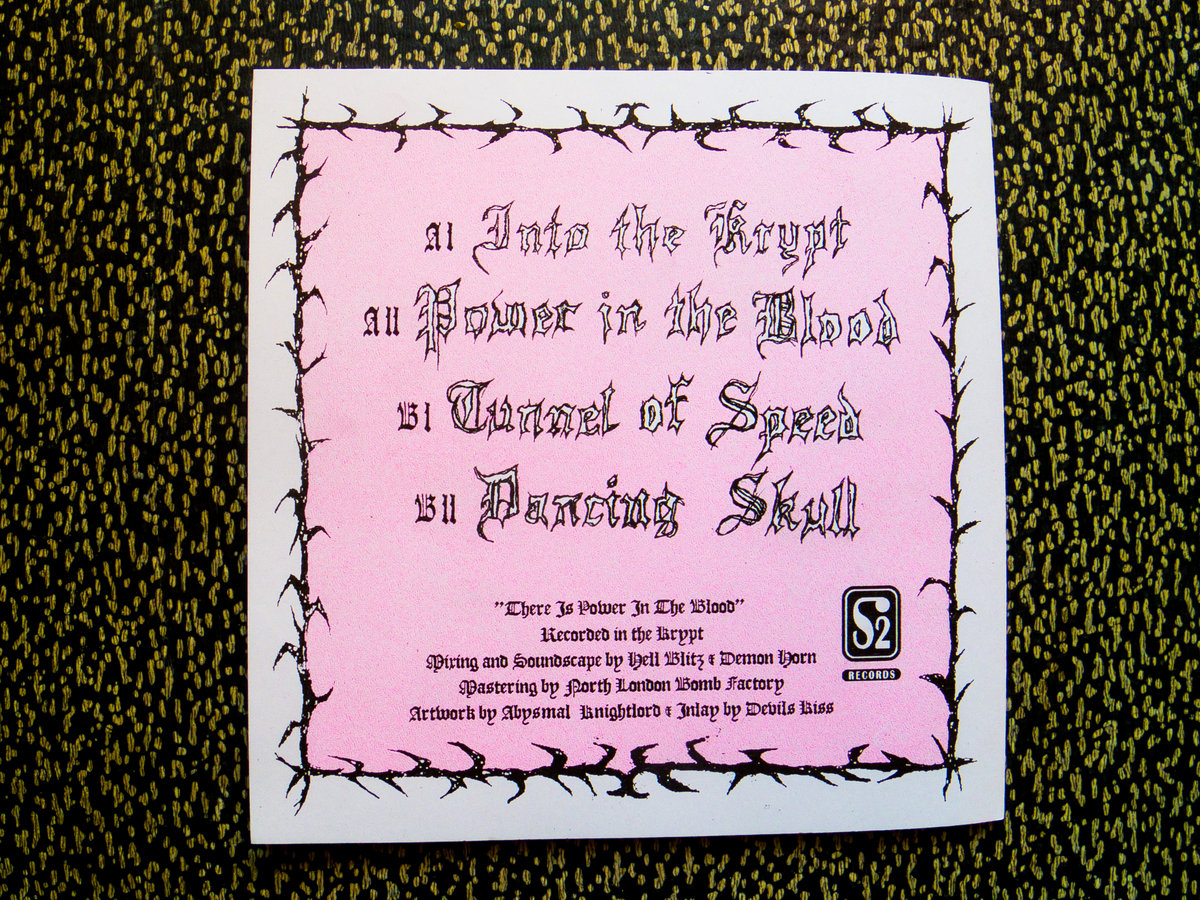 AI Into the Krypt
AII Power in the Blood
BI Tunnel of Speed
BII Dancing Skull
"There Is Power In The Blood"
Recorded in the Krypt
Mixing and Soundscape by Hell Blitz & Demon Horn
Mastering by North London Bomb Factory
Artwork by Abysmal Knightlord & Inlay by Devils Kiss
S2
RECORDS